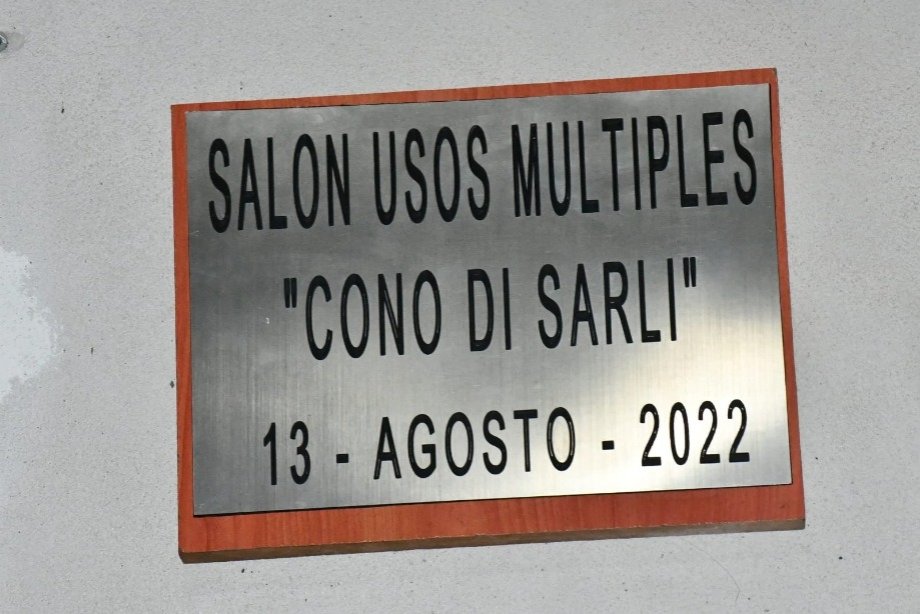 SALON USOS MULTIPLES
"CONO DI SARLI"
13 - AGOSTO - 2022